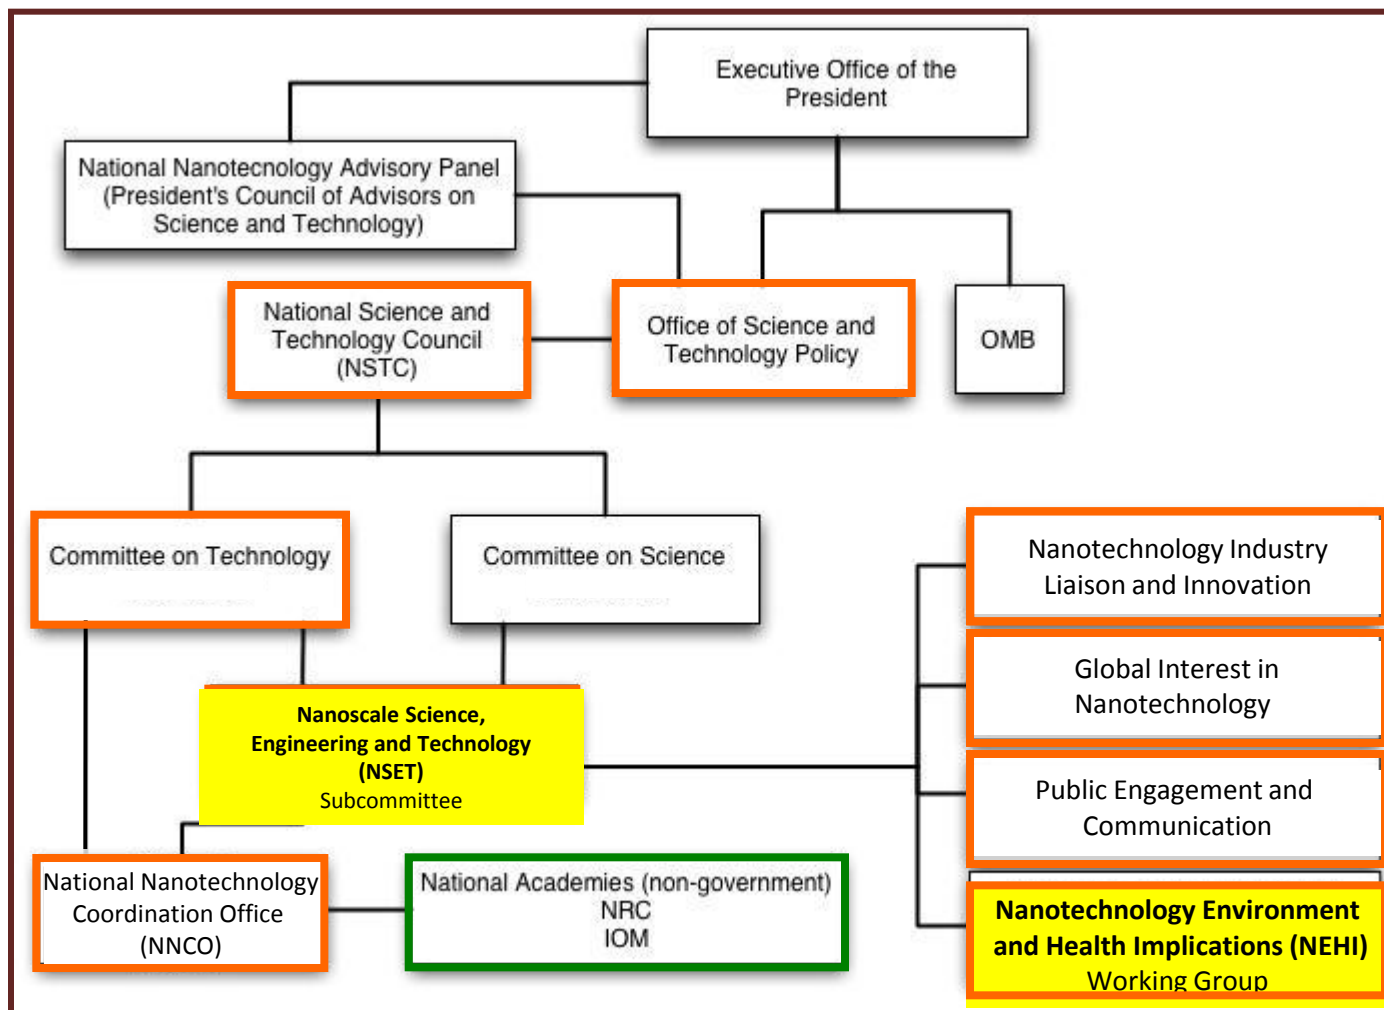 Executive Office of the
President
National Nanotecnology Advisory Panel
(President's Council of Advisors on
Science and Technology)
National Science and
Technology Council
(NSTC)
Office of Science and
Technology Policy
OMB
Committee on Technology
Committee on Science
Nanotechnology Industry
Liaison and Innovation
Global Interest in
Nanotechnology
Nanoscale Science,
Engineering and Technology
(NSET)
Subcommittee
Public Engagement and
Communication
National Nanotechnology
Coordination Office
(NNCO)
National Academies (non-government)
NRC
IOM
Nanotechnology Environment
and Health Implications (NEHI)
Working Group